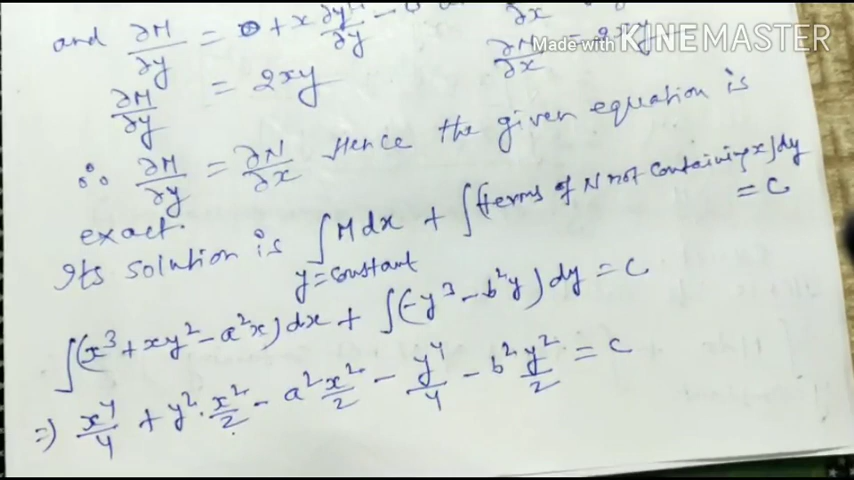 and ∂M/∂y = 0 + x ∂y²/∂y - 0
∂M/∂x = 2xy
Made with KINEMASTER
∂M/∂y = 2xy
∴ ∂M/∂y = ∂N/∂x Hence the given equation is
exact.
Its solution is ∫ M dx + ∫(terms of N not containing x) dy
y = constant
= C
∫(x³ + xy² - a²x) dx + ∫(-y³ - b²y) dy = C
⇒ x⁴/4 + y².x²/2 - a² x²/2 - y⁴/4 - b² y²/2 = C